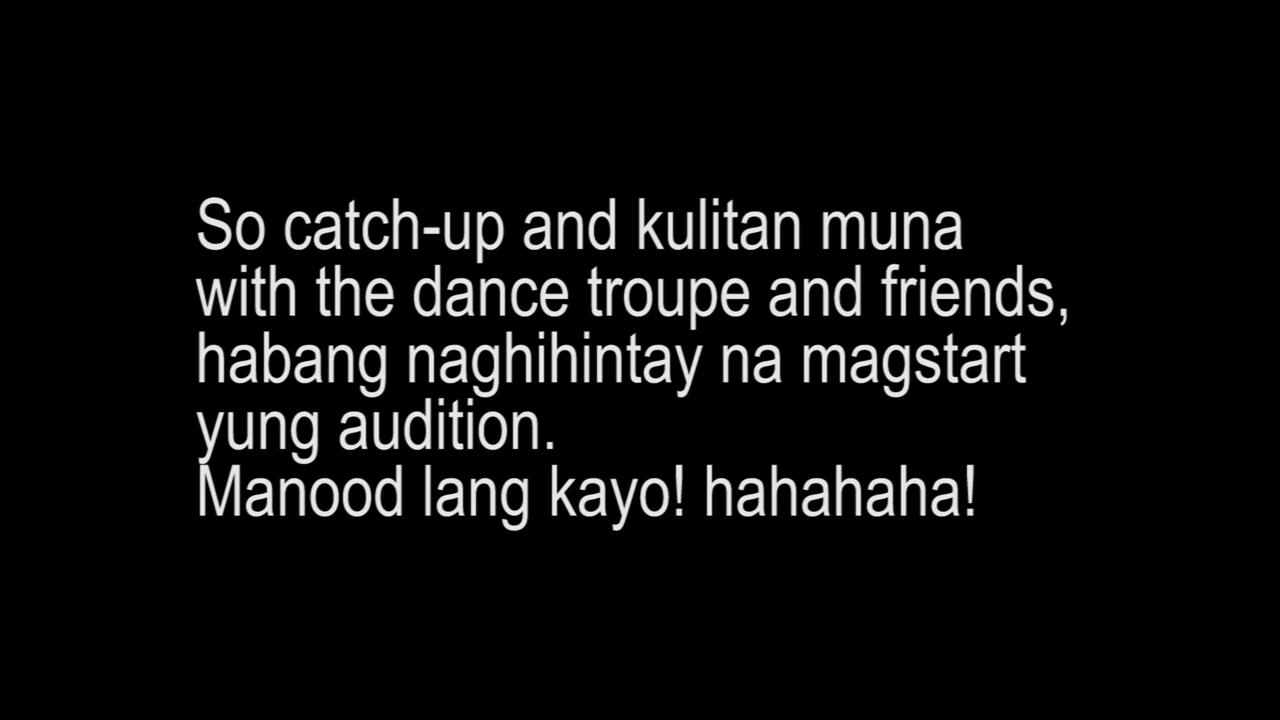 So catch-up and kulitan muna
with the dance troupe and friends,
habang naghihintay na magstart
yung audition.
Manood lang kayo! hahahaha!